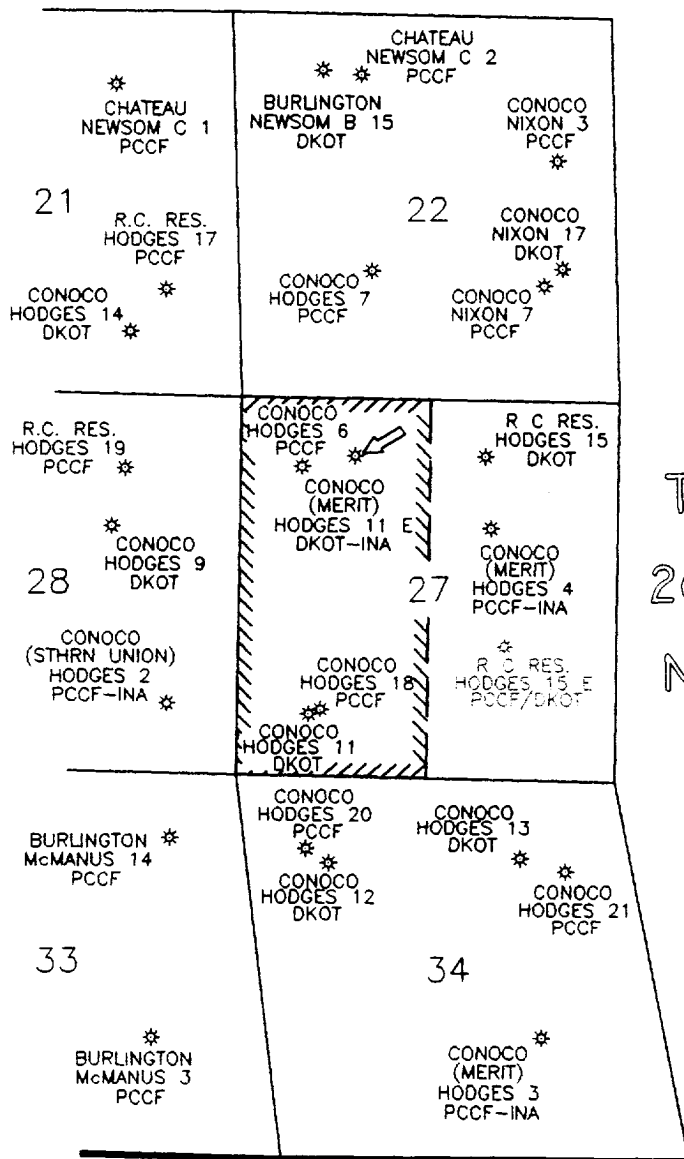 CHATEAU
NEWSOM C 2
PCCF
CHATEAU
NEWSOM C 1
PCCF
BURLINGTON
NEWSOM B 15
DKOT
CONOCO
NIXON 3
PCCF
21
22
R.C. RES.
HODGES 17
PCCF
CONOCO
NIXON 17
DKOT
CONOCO
HODGES 14
DKOT
CONOCO
HODGES 7
PCCF
CONOCO
NIXON 7
PCCF
R.C. RES.
HODGES 19
PCCF
CONOCO
HODGES 6
PCCF
R C RES.
HODGES 15
DKOT
CONOCO
(MERIT)
HODGES 11 E
DKOT-INA
CONOCO
HODGES 9
DKOT
28
27
CONOCO
(MERIT)
HODGES 4
PCCF-INA
T
N
CONOCO
(STHRN UNION)
HODGES 2
PCCF-INA
CONOCO
HODGES 18
PCCF
R C RES.
HODGES 15 E
PCCF/DKOT
CONOCO
HODGES 11
DKOT
BURLINGTON
McMANUS 14
PCCF
CONOCO
HODGES 20
PCCF
CONOCO
HODGES 13
DKOT
CONOCO
HODGES 12
DKOT
CONOCO
HODGES 21
PCCF
33
34
BURLINGTON
McMANUS 3
PCCF
CONOCO
(MERIT)
HODGES 3
PCCF-INA